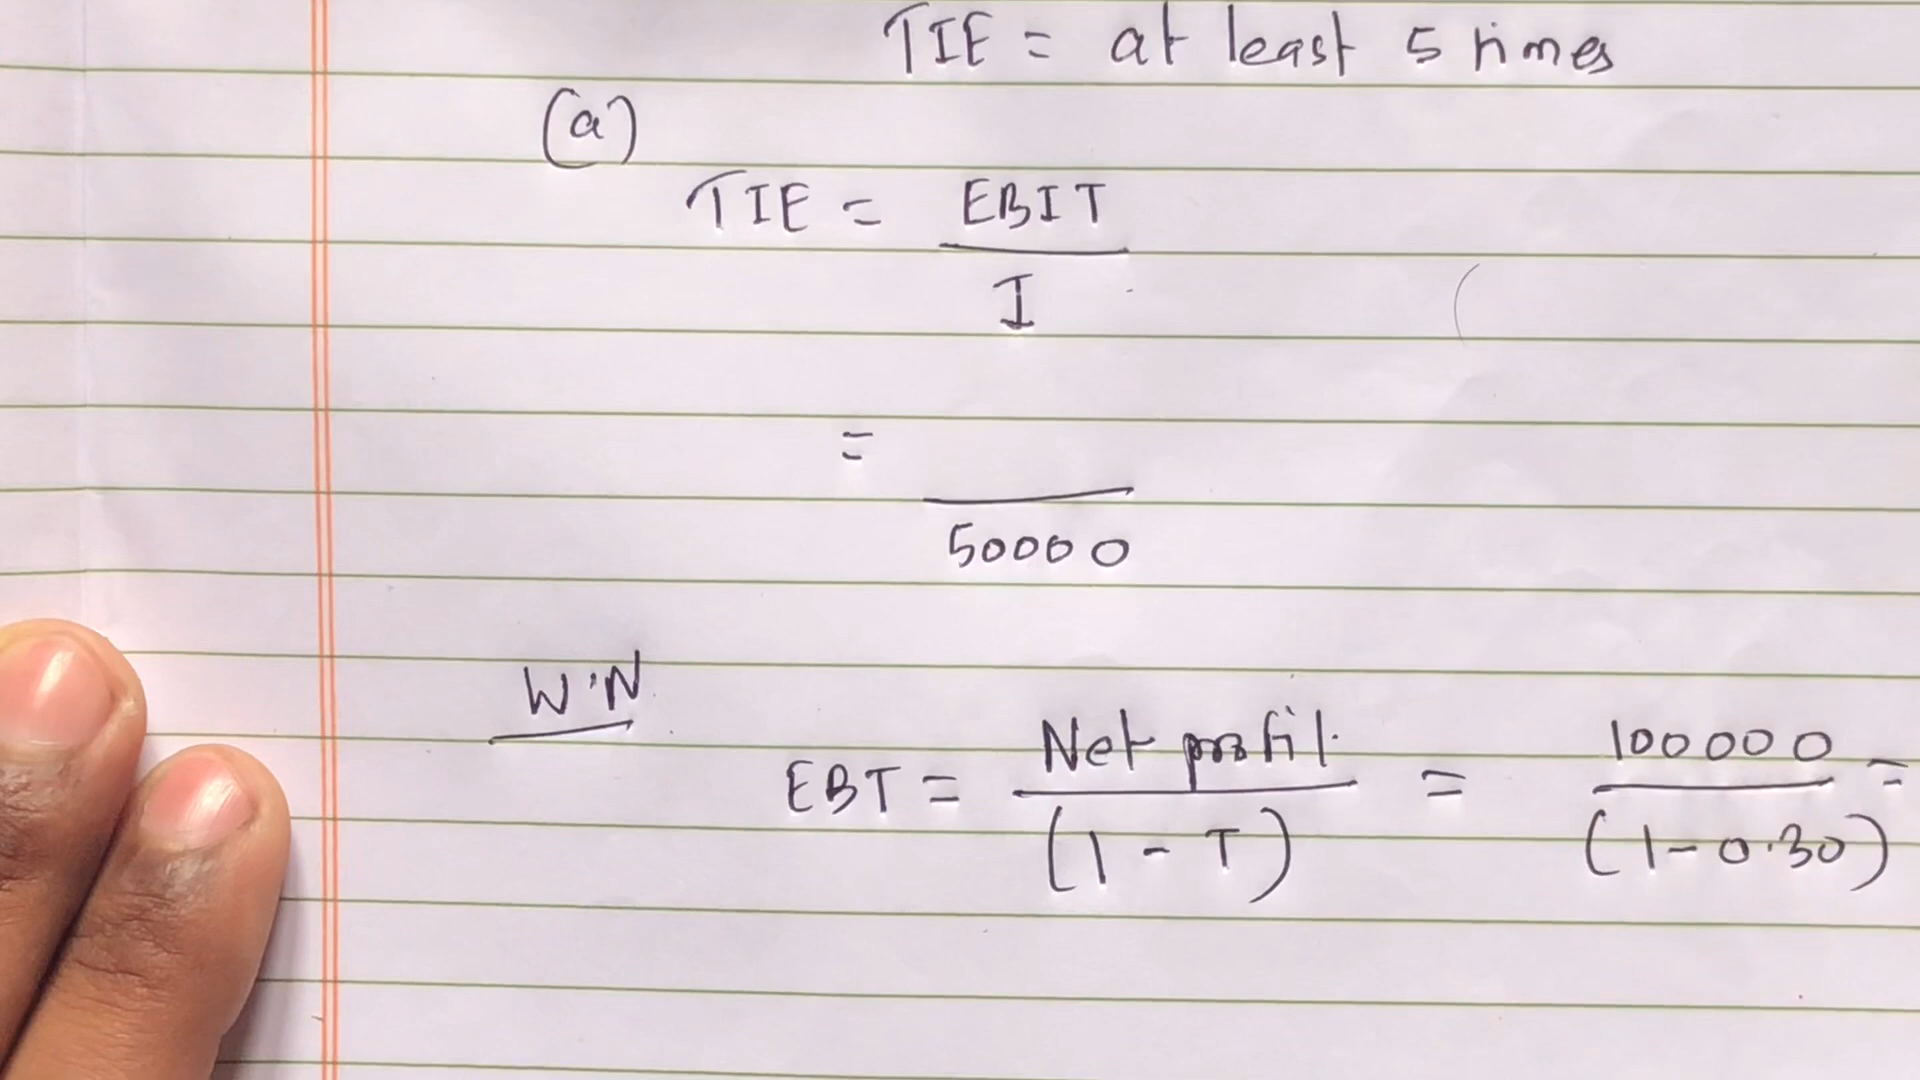 TIE = at least 5 times
(a)
TIE = EBIT
I
=
50000
W.N
EBT = Net profit = 100000 =
(1 - T) (1 - 0.30)